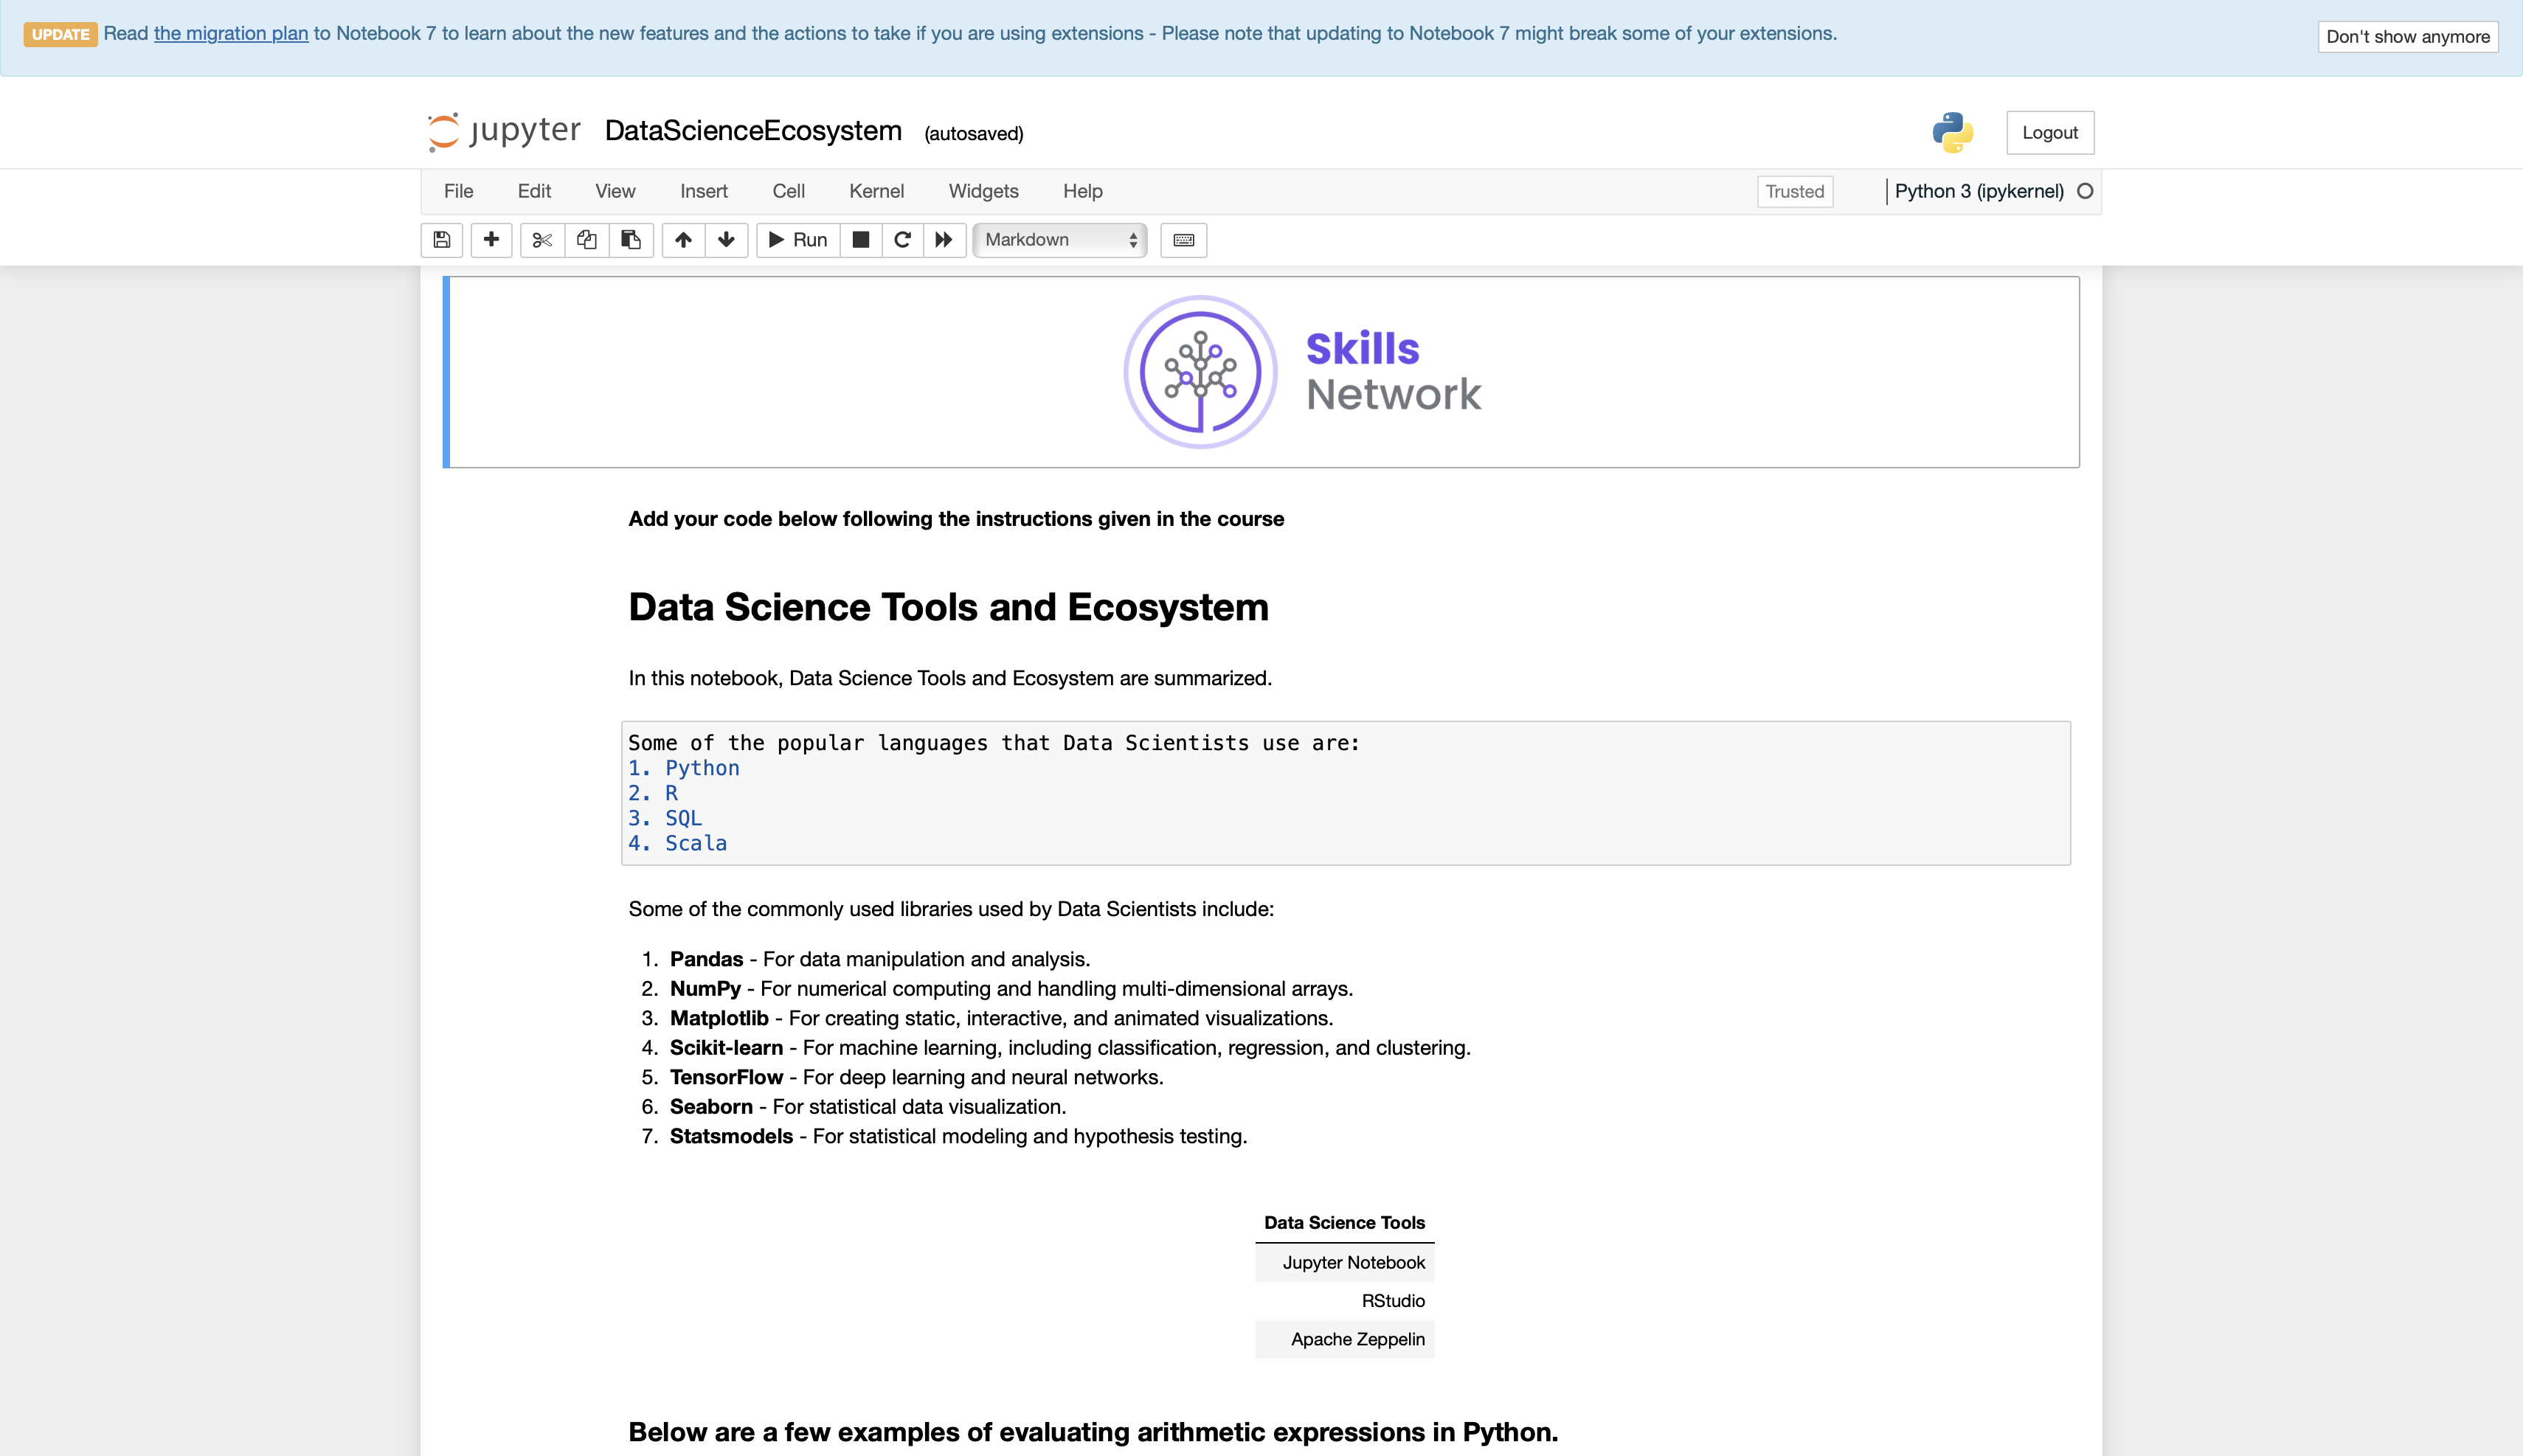 UPDATE Read the migration plan to Notebook 7 to learn about the new features and the actions to take if you are using extensions - Please note that updating to Notebook 7 might break some of your extensions.
Don't show anymore
jupyter DataScienceEcosystem (autosaved)
Logout
File Edit View Insert Cell Kernel Widgets Help
Trusted Python 3 (ipykernel)
Run Markdown
Skills
Network
Add your code below following the instructions given in the course
Data Science Tools and Ecosystem
In this notebook, Data Science Tools and Ecosystem are summarized.
Some of the popular languages that Data Scientists use are:
1. Python
2. R
3. SQL
4. Scala
Some of the commonly used libraries used by Data Scientists include:
1. Pandas - For data manipulation and analysis.
2. NumPy - For numerical computing and handling multi-dimensional arrays.
3. Matplotlib - For creating static, interactive, and animated visualizations.
4. Scikit-learn - For machine learning, including classification, regression, and clustering.
5. TensorFlow - For deep learning and neural networks.
6. Seaborn - For statistical data visualization.
7. Statsmodels - For statistical modeling and hypothesis testing.
Data Science Tools
Jupyter Notebook
RStudio
Apache Zeppelin
Below are a few examples of evaluating arithmetic expressions in Python.